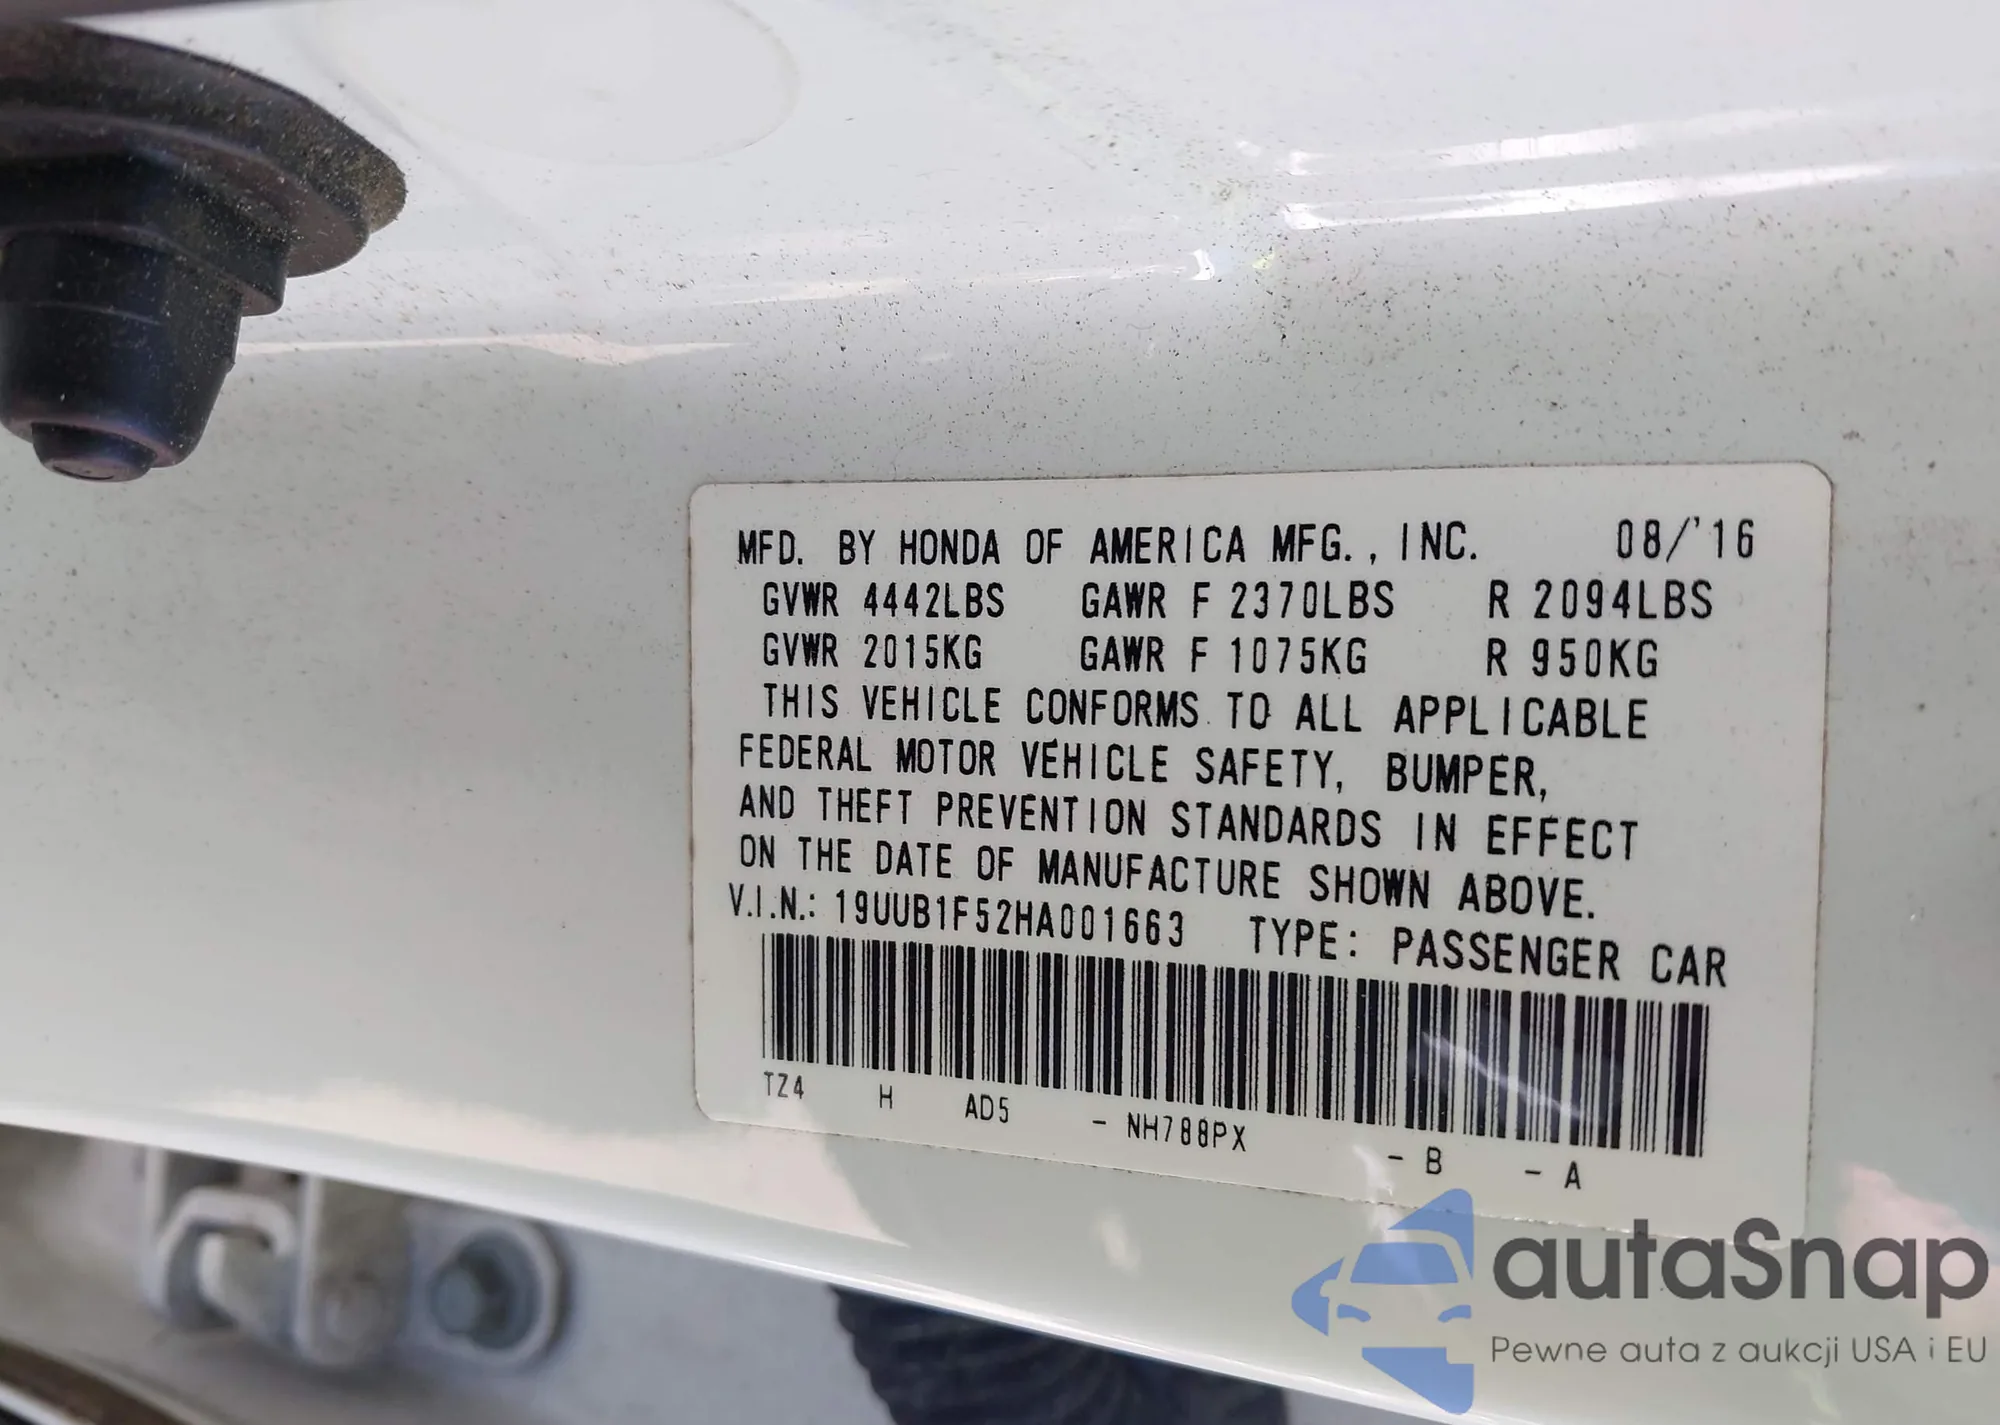 MFD. BY HONDA OF AMERICA MFG., INC. 08/'16
GVWR 4442LBS GAWR F 2370LBS R 2094LBS
GVWR 2015KG GAWR F 1075KG R 950KG
THIS VEHICLE CONFORMS TO ALL APPLICABLE
FEDERAL MOTOR VEHICLE SAFETY, BUMPER,
AND THEFT PREVENTION STANDARDS IN EFFECT
ON THE DATE OF MANUFACTURE SHOWN ABOVE.
V.I.N.: 19UUB1F52HA001663 TYPE: PASSENGER CAR
TZ4 H AD5 - NH788PX - B - A
autaSnap
Pewne auta z aukcji USA i EU